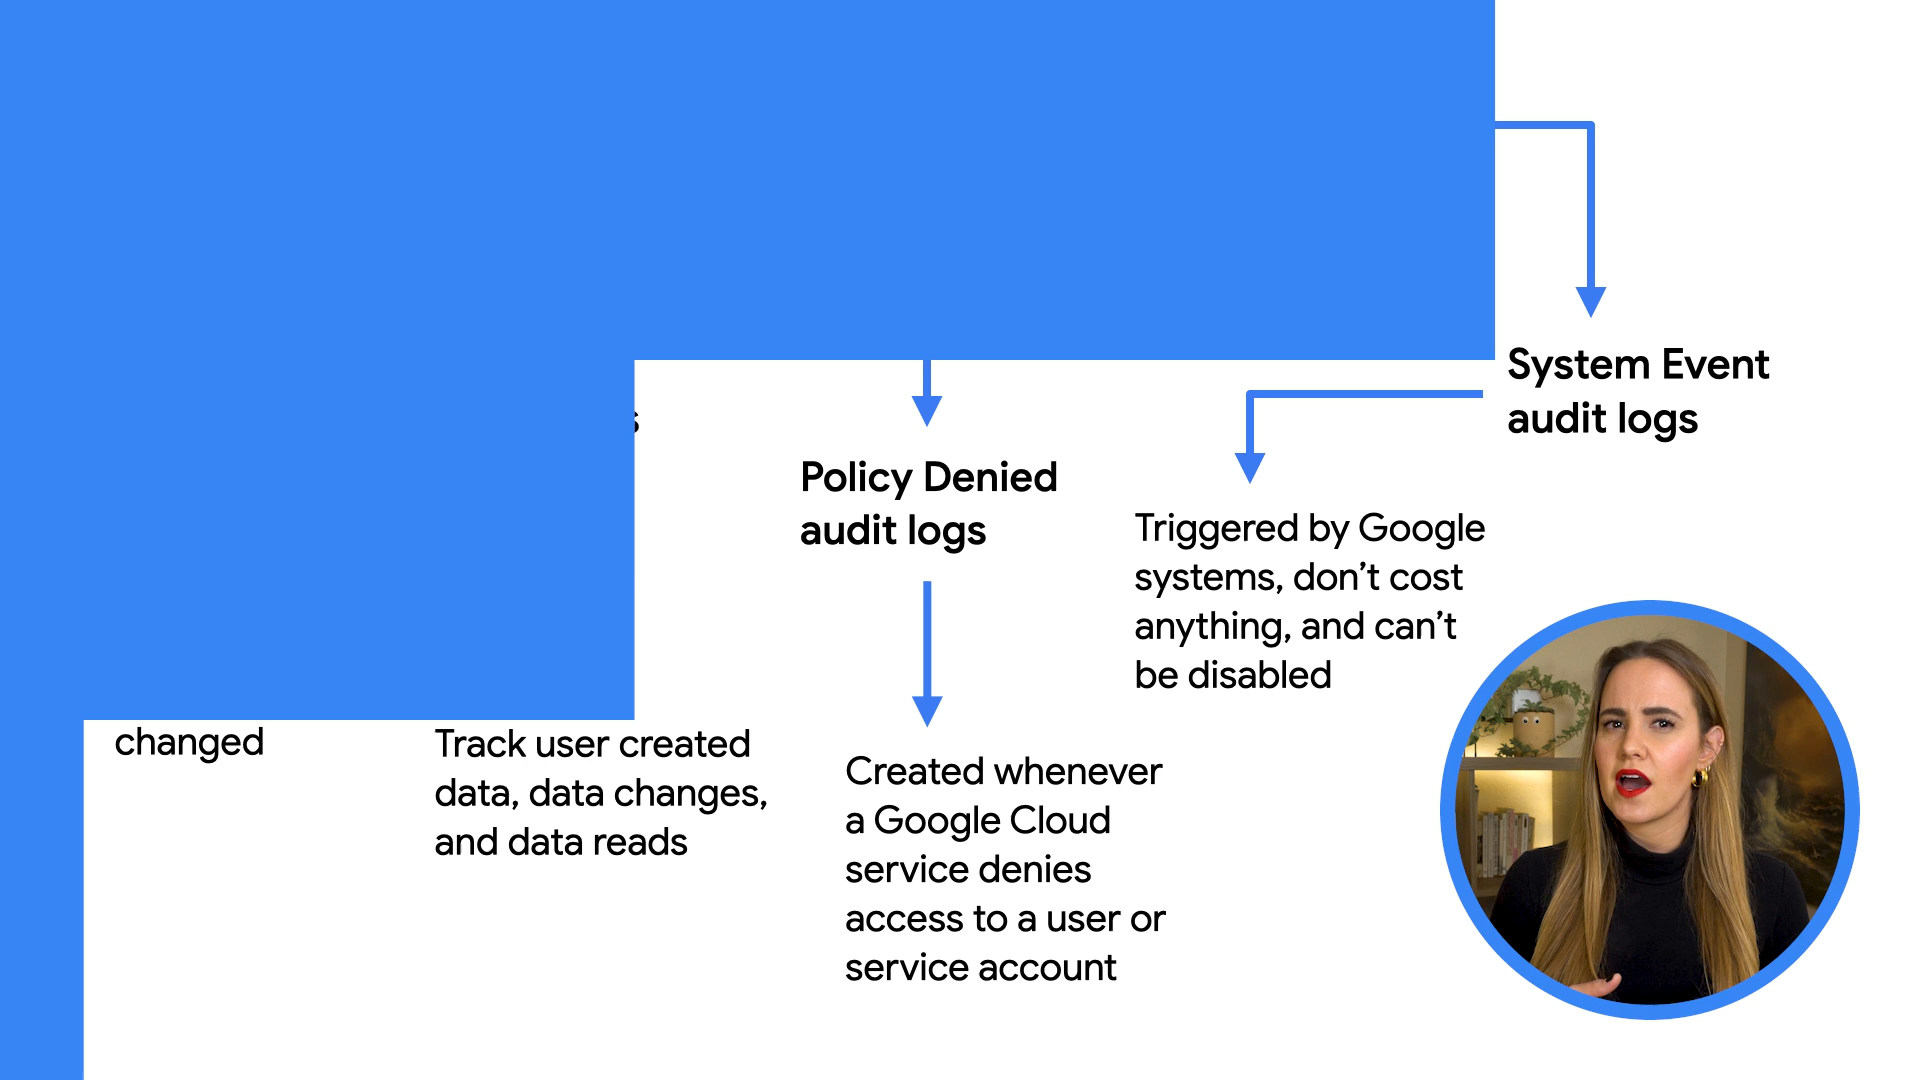 System Event
audit logs
Policy Denied
audit logs
Triggered by Google
systems, don’t cost
anything, and can’t
be disabled
changed
Track user created
data, data changes,
and data reads
Created whenever
a Google Cloud
service denies
access to a user or
service account